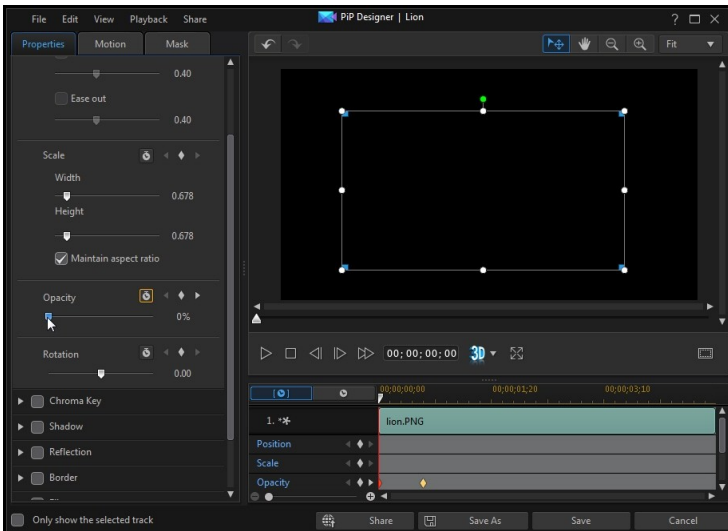 File Edit View Playback Share
PiP Designer | Lion
Properties Motion Mask
Fit
0.40
Ease out
0.40
Scale
Width
0.678
Height
0.678
Maintain aspect ratio
Opacity
0%
Rotation
0.00
Chroma Key
Shadow
Reflection
Border
00;00;00;00 3D
00;00;00;00 00;00;01;20 00;00;03;10
1. lion.PNG
Position
Scale
Opacity
Only show the selected track
Share Save As Save Cancel